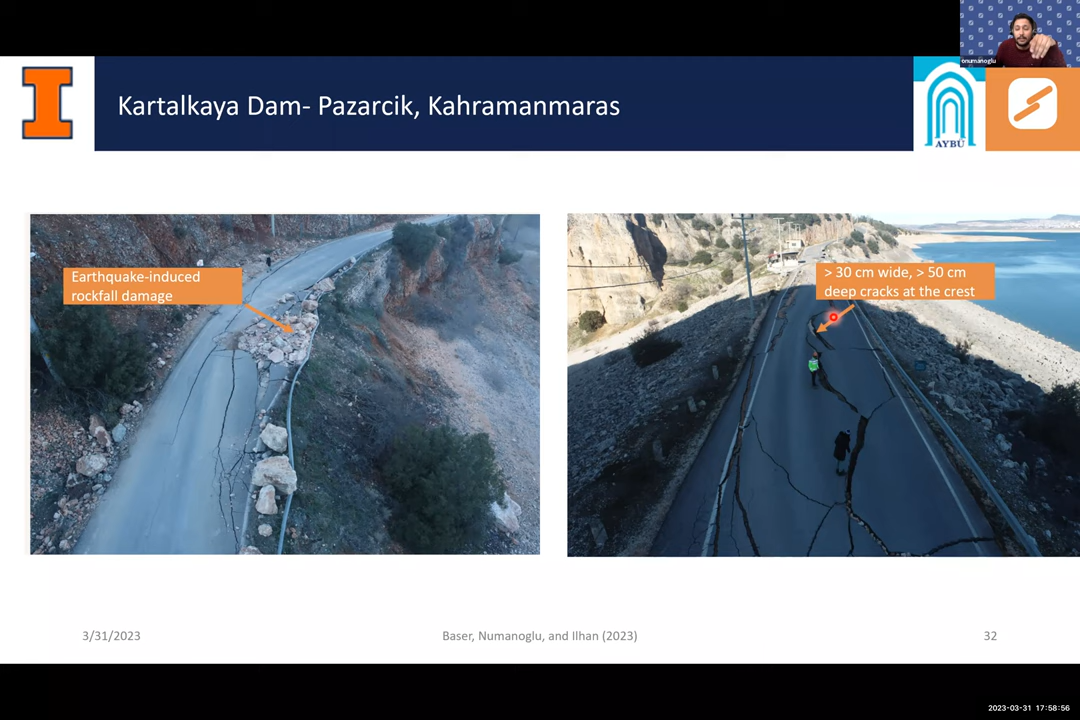 onumanoglu
Kartalkaya Dam- Pazarcik, Kahramanmaras
AYBÜ
Earthquake-induced
rockfall damage
> 30 cm wide, > 50 cm
deep cracks at the crest
3/31/2023
Baser, Numanoglu, and Ilhan (2023)
32
2023-03-31 17:58:56